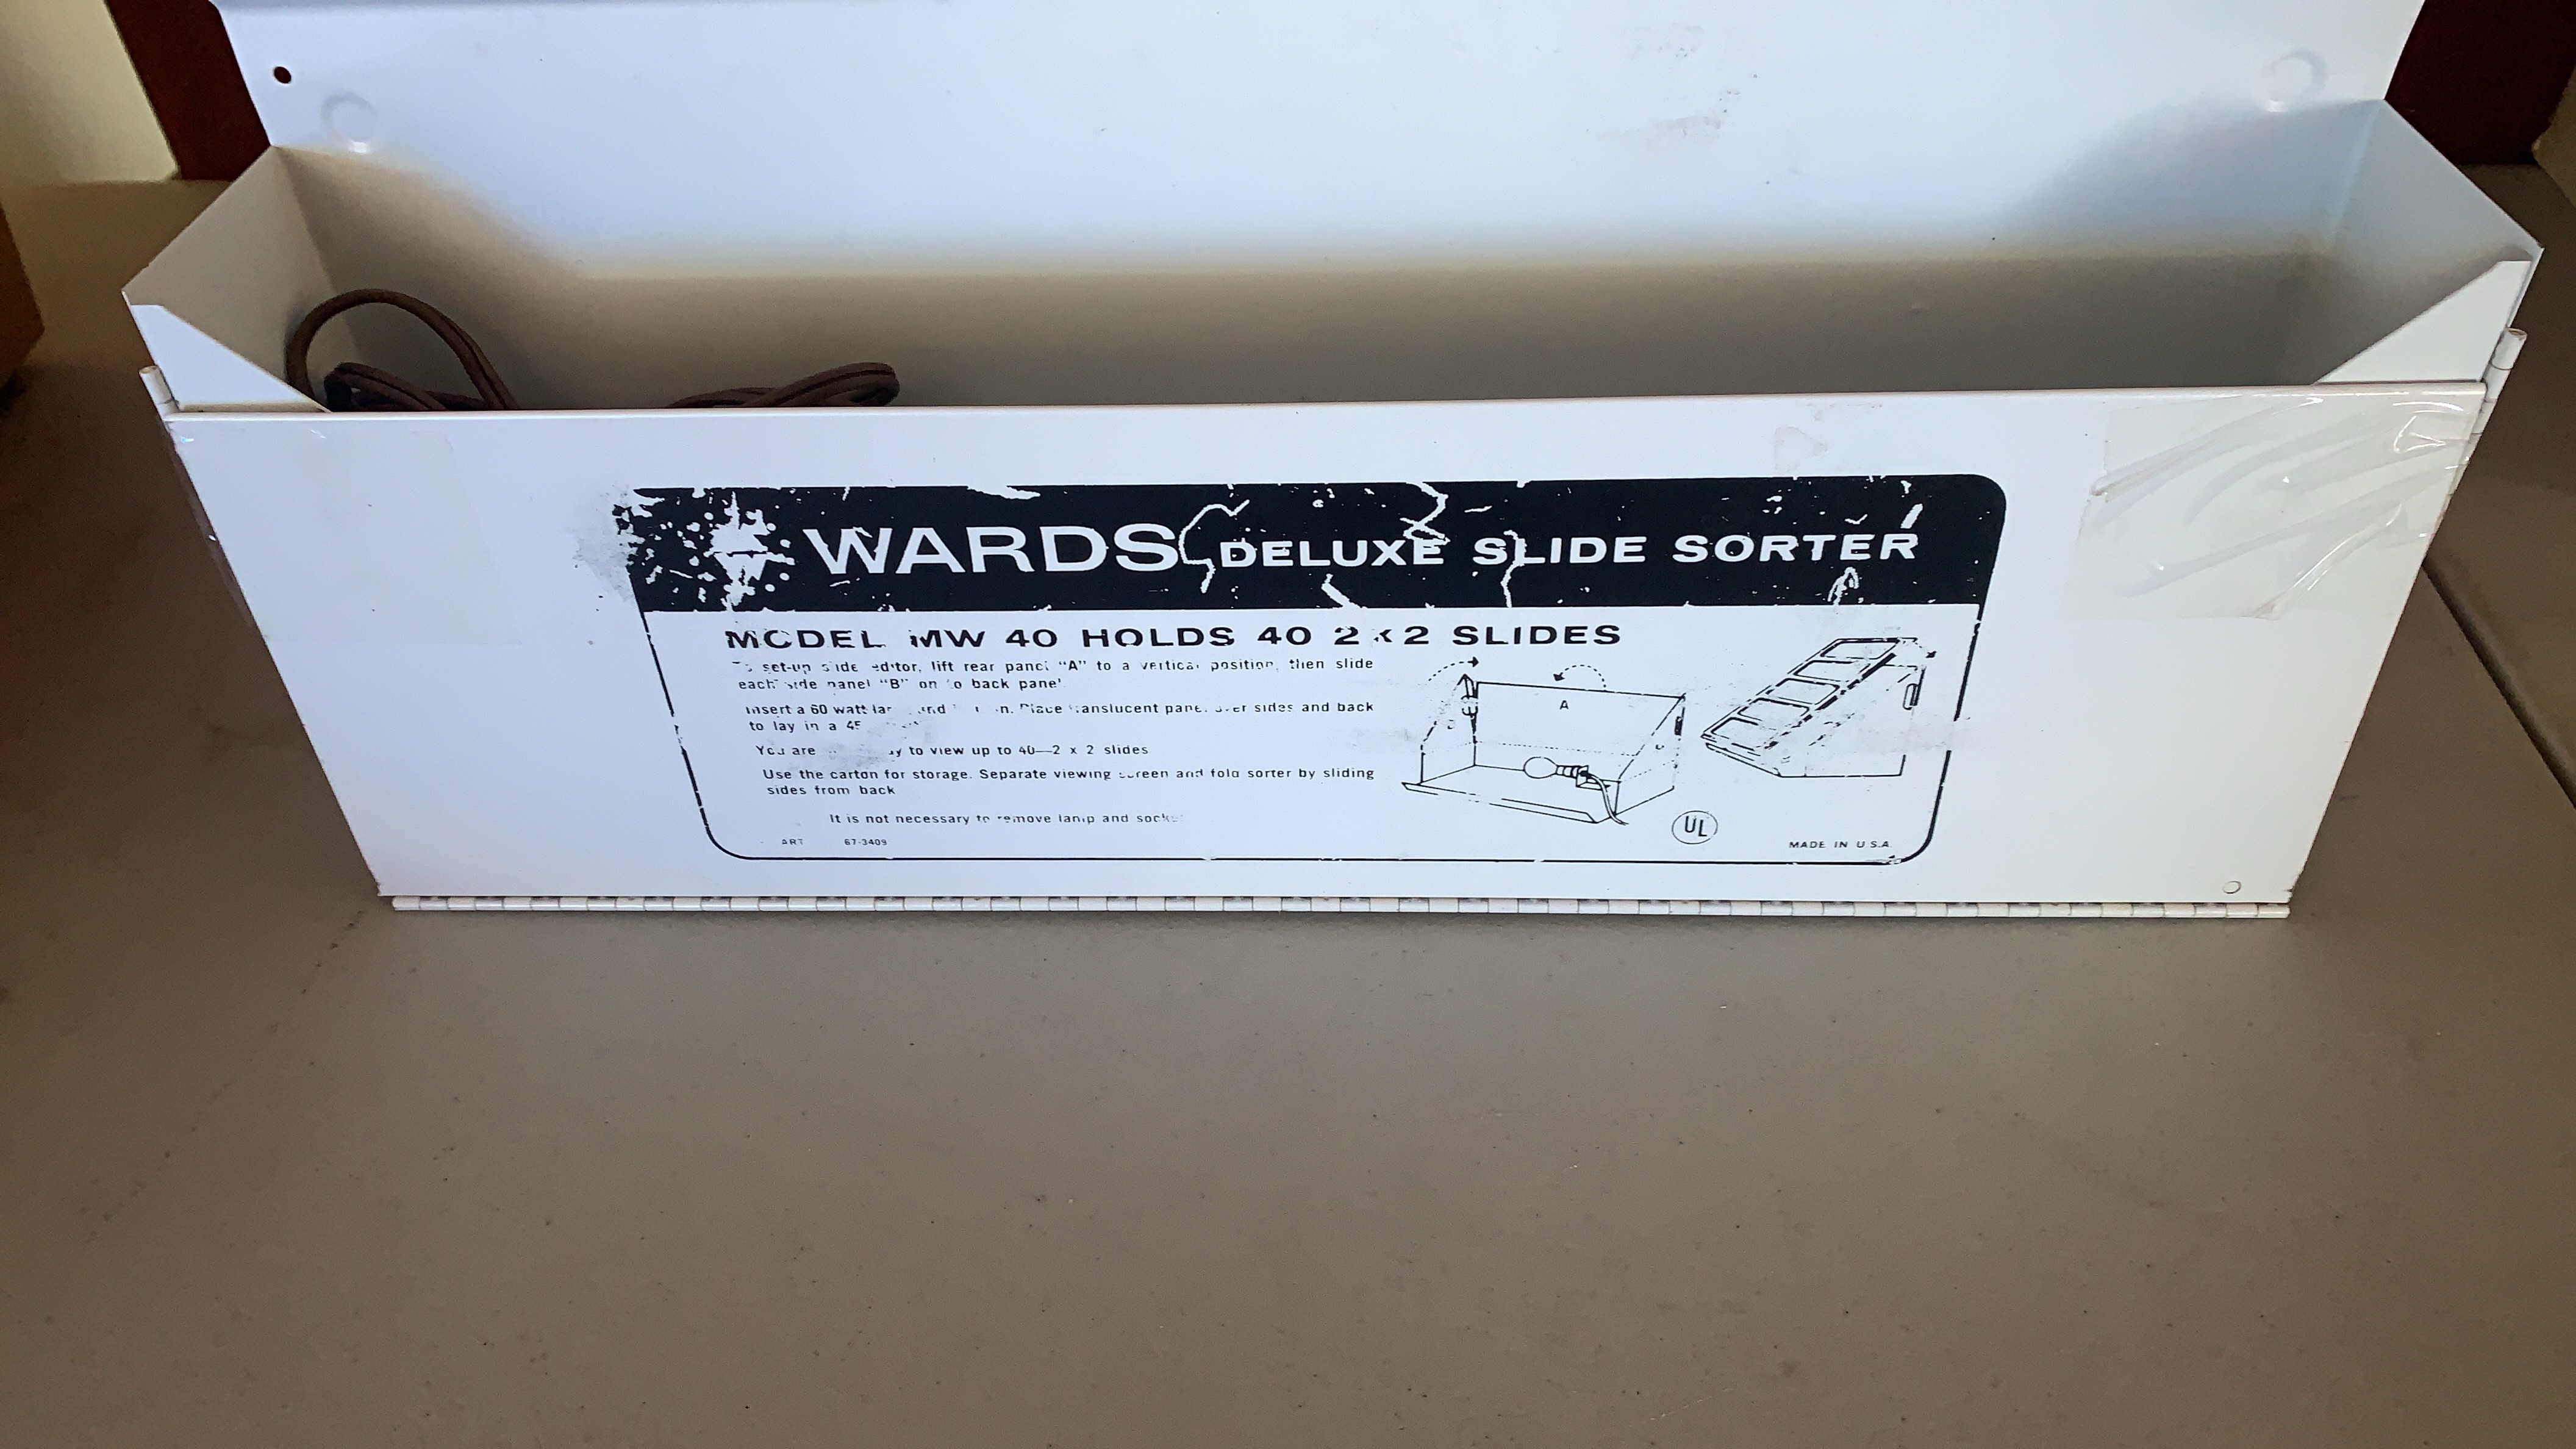 WARDS DELUXE SLIDE SORTER
MODEL MW 40 HOLDS 40 2 x 2 SLIDES
set-up slide editor, lift rear panel "A" to a vertical position, then slide
each side panel "B" on to back panel
Insert a 60 watt Place translucent panel over sides and back
to lay in a 45
You are to view up to 40—2 x 2 slides
Use the carton for storage. Separate viewing screen and fold sorter by sliding
sides from back
It is not necessary to remove lamp and socket
ART 67-3409
A
UL
MADE IN U.S.A.